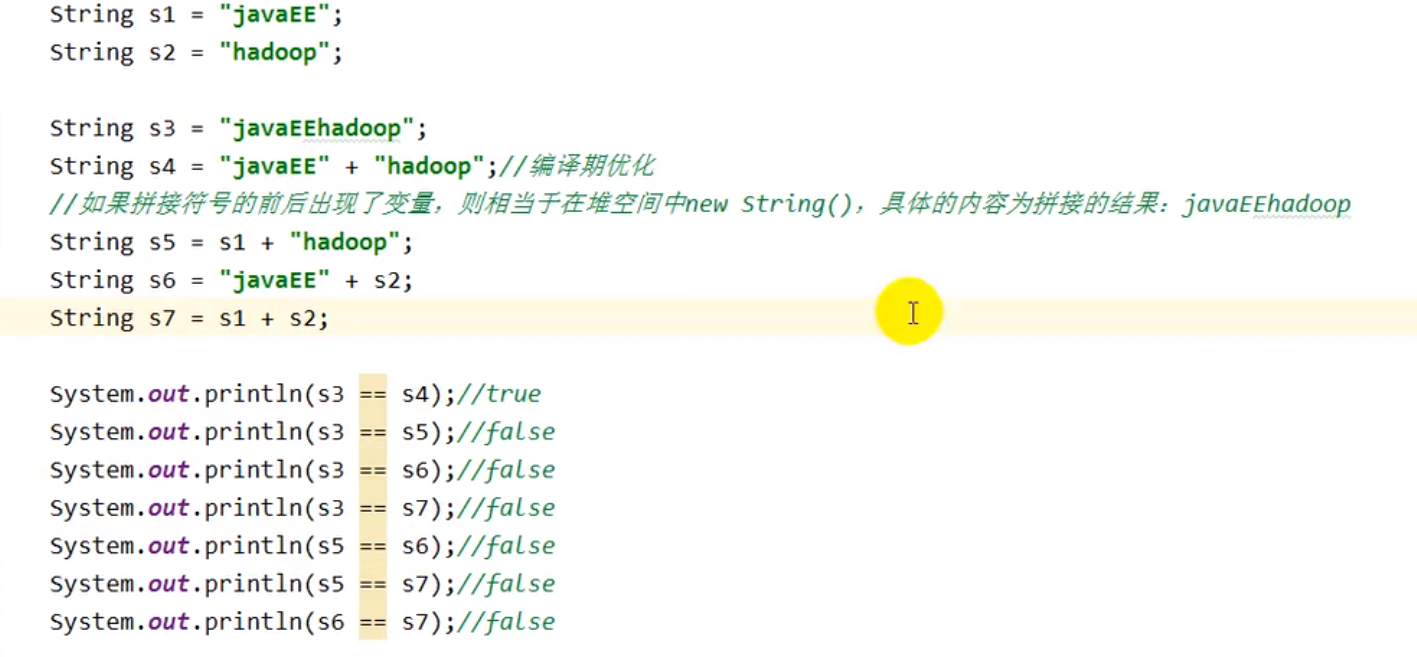 String s1 = "javaEE";
String s2 = "hadoop";
String s3 = "javaEEhadoop";
String s4 = "javaEE" + "hadoop";//编译期优化
//如果拼接符号的前后出现了变量，则相当于在堆空间中new String()，具体的内容为拼接的结果：javaEEhadoop
String s5 = s1 + "hadoop";
String s6 = "javaEE" + s2;
String s7 = s1 + s2;
System.out.println(s3 == s4);//true
System.out.println(s3 == s5);//false
System.out.println(s3 == s6);//false
System.out.println(s3 == s7);//false
System.out.println(s5 == s6);//false
System.out.println(s5 == s7);//false
System.out.println(s6 == s7);//false